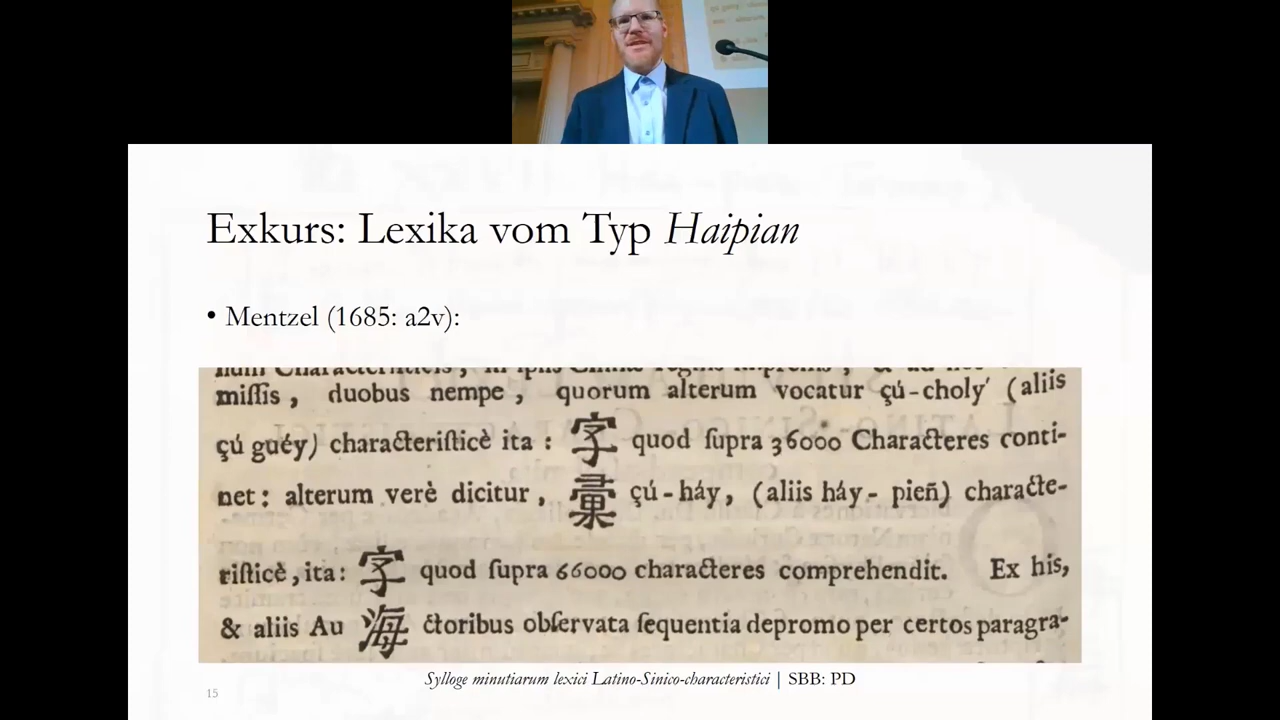 Exkurs: Lexika vom Typ Haipian
• Mentzel (1685: a2v):
miſſis, duobus nempe, quorum alterum vocatur çú-choly' (aliis
çú guéy) characteriſticè ita: 字 quod ſupra 36000 Characteres conti-
net: alterum verè dicitur, 彙 çú-háy, (aliis háy-pieñ) characte-
riſticè, ita: 字 quod ſupra 66000 characteres comprehendit. Ex his,
& aliis Au 海 ctoribus obſervata ſequentia depromo per certos paragra-
Sylloge minutiarum lexici Latino-Sinico-characteristici | SBB: PD
15